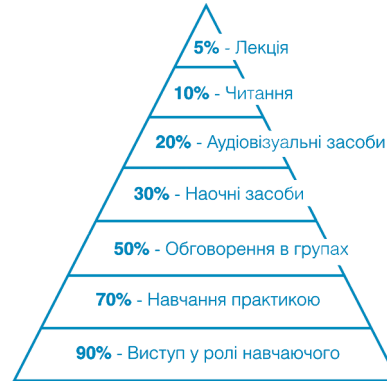 5% - Лекція
10% - Читання
20% - Аудіовізуальні засоби
30% - Наочні засоби
50% - Обговорення в групах
70% - Навчання практикою
90% - Виступ у ролі навчаючого